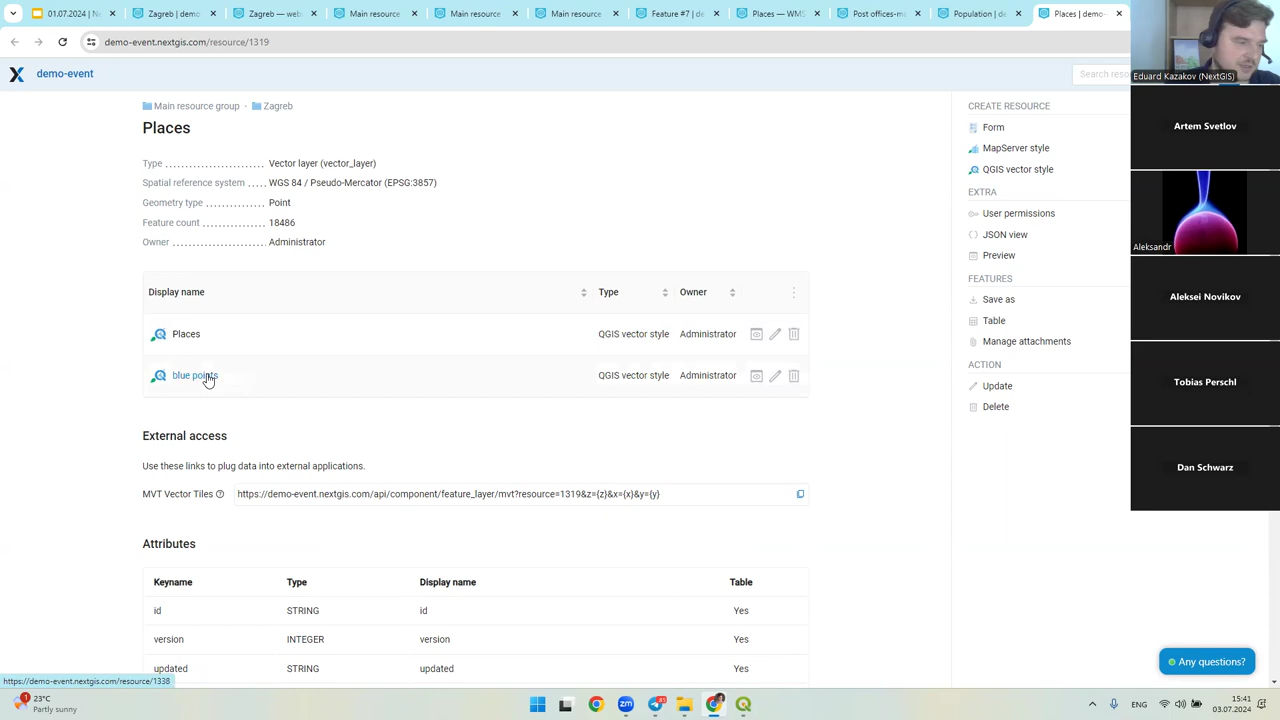 01.07.2024 | N
Zagreb | dem
Zagreb — web
Main resource
Main resource
Main resource
Feature #7 | d
Places — WMS
Post offices-m
Population | d
Places | demo-
demo-event.nextgis.com/resource/1319
demo-event
Search reso
Main resource group · Zagreb
Places
Type Vector layer (vector_layer)
Spatial reference system WGS 84 / Pseudo-Mercator (EPSG:3857)
Geometry type Point
Feature count 18486
Owner Administrator
Display name Type Owner
Places QGIS vector style Administrator
blue points QGIS vector style Administrator
External access
Use these links to plug data into external applications.
MVT Vector Tiles https://demo-event.nextgis.com/api/component/feature_layer/mvt?resource=1319&z={z}&x={x}&y={y}
Attributes
Keyname Type Display name Table
id STRING id Yes
version INTEGER version Yes
updated STRING updated Yes
CREATE RESOURCE
Form
MapServer style
QGIS vector style
EXTRA
User permissions
JSON view
Preview
FEATURES
Save as
Table
Manage attachments
ACTION
Update
Delete
Eduard Kazakov (NextGIS)
Artem Svetlov
Aleksandr
Aleksei Novikov
Tobias Perschl
Dan Schwarz
Any questions?
https://demo-event.nextgis.com/resource/1338
1
23°C
Partly sunny
zm
31
ENG
15:41
03.07.2024